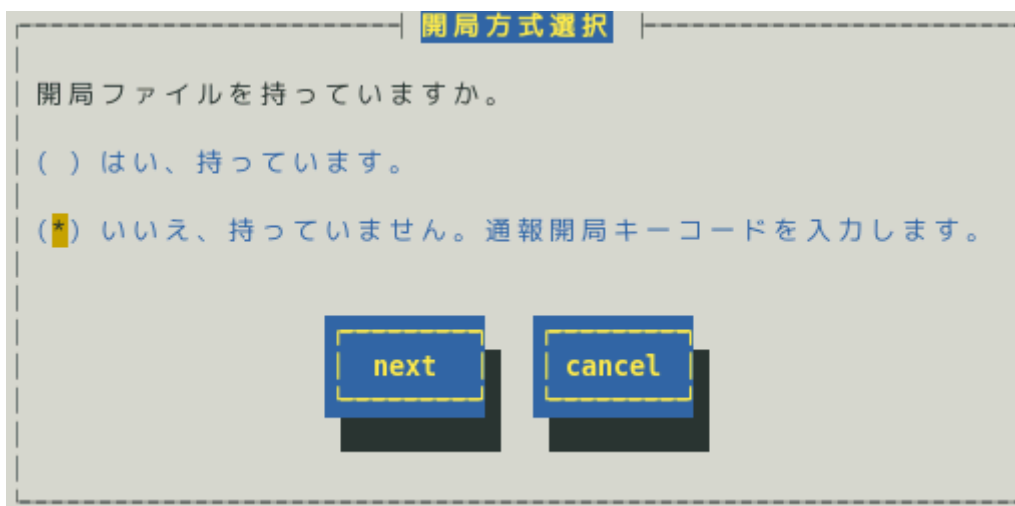 開局方式選択
開局ファイルを持っていますか。
( ) はい、持っています。
(*) いいえ、持っていません。通報開局キーコードを入力します。
next cancel